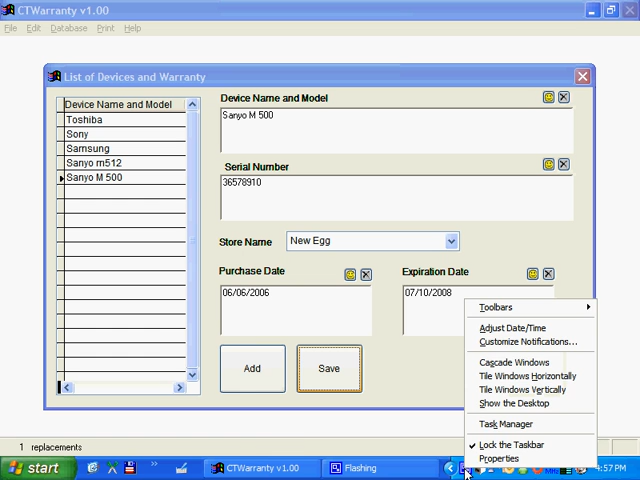 CTWarranty v1.00
File Edit Database Print Help
List of Devices and Warranty
Device Name and Model
Toshiba
Sony
Samsung
Sanyo m512
Sanyo M 500
Device Name and Model
Sanyo M 500
Serial Number
36578910
Store Name New Egg
Purchase Date
06/06/2006
Expiration Date
07/10/2008
Add
Save
Toolbars
Adjust Date/Time
Customize Notifications...
Cascade Windows
Tile Windows Horizontally
Tile Windows Vertically
Show the Desktop
Task Manager
Lock the Taskbar
Properties
1 replacements
start
CTWarranty v1.00
Flashing
4:57 PM